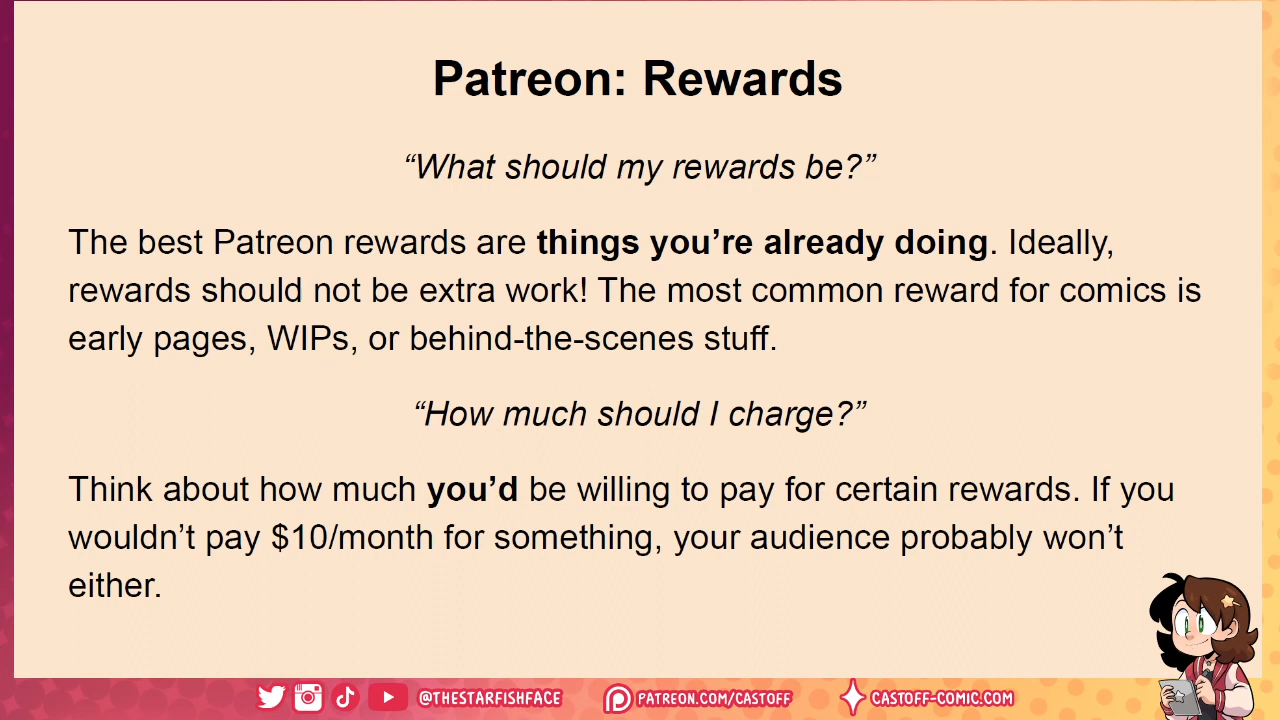 Patreon: Rewards
“What should my rewards be?”
The best Patreon rewards are things you’re already doing. Ideally,
rewards should not be extra work! The most common reward for comics is
early pages, WIPs, or behind-the-scenes stuff.
“How much should I charge?”
Think about how much you’d be willing to pay for certain rewards. If you
wouldn’t pay $10/month for something, your audience probably won’t
either.
@THESTARFISHFACE PATREON.COM/CASTOFF CASTOFF-COMIC.COM